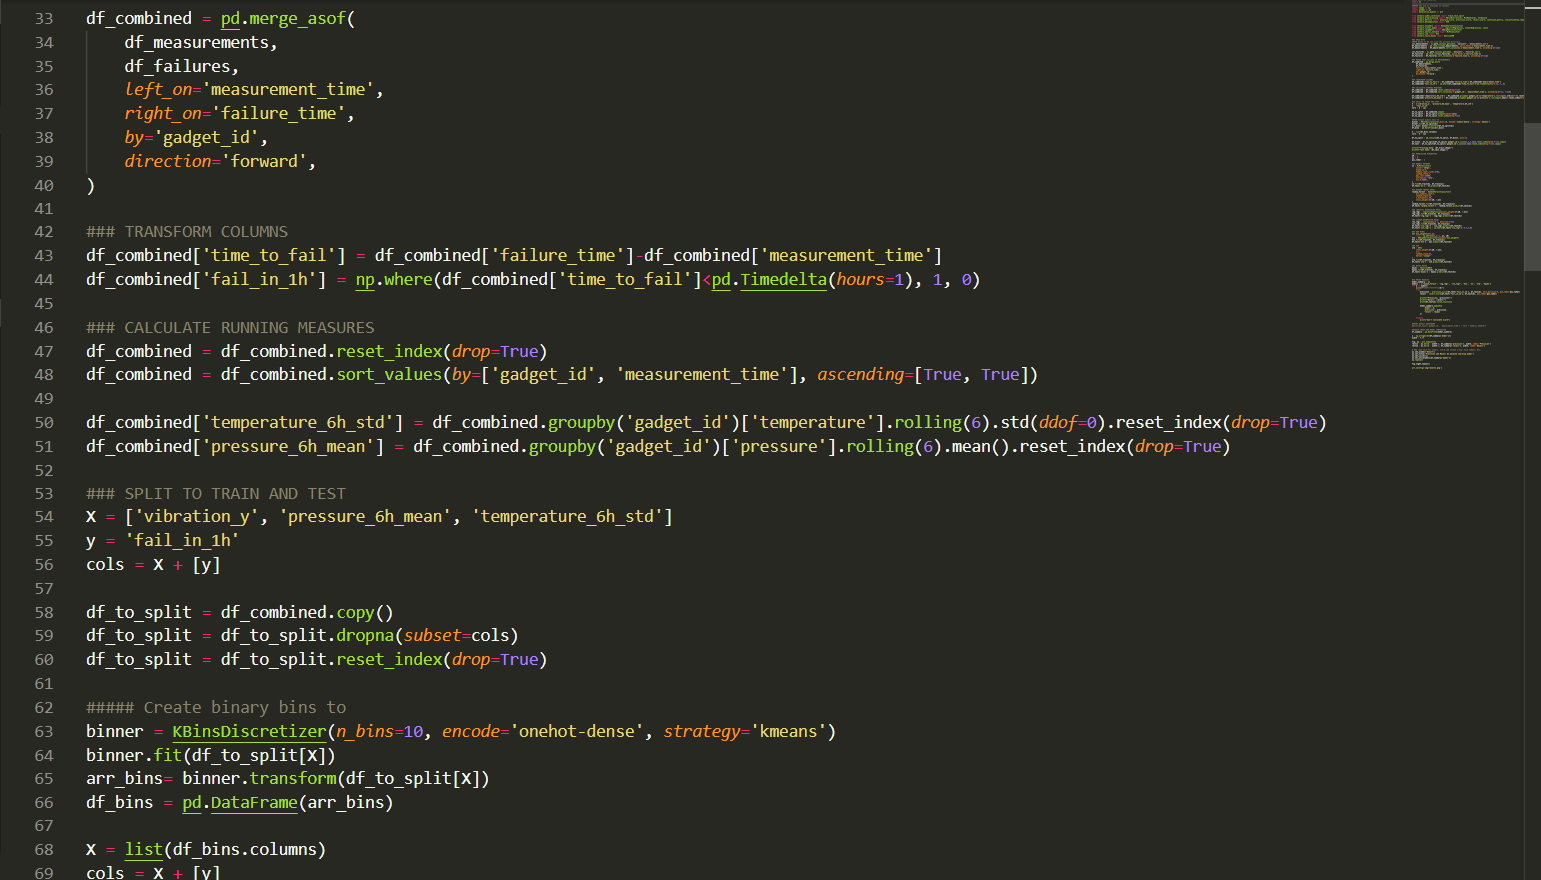 33 df_combined = pd.merge_asof(
34     df_measurements,
35     df_failures,
36     left_on='measurement_time',
37     right_on='failure_time',
38     by='gadget_id',
39     direction='forward',
40 )
41
42 ### TRANSFORM COLUMNS
43 df_combined['time_to_fail'] = df_combined['failure_time']-df_combined['measurement_time']
44 df_combined['fail_in_1h'] = np.where(df_combined['time_to_fail']<pd.Timedelta(hours=1), 1, 0)
45
46 ### CALCULATE RUNNING MEASURES
47 df_combined = df_combined.reset_index(drop=True)
48 df_combined = df_combined.sort_values(by=['gadget_id', 'measurement_time'], ascending=[True, True])
49
50 df_combined['temperature_6h_std'] = df_combined.groupby('gadget_id')['temperature'].rolling(6).std(ddof=0).reset_index(drop=True)
51 df_combined['pressure_6h_mean'] = df_combined.groupby('gadget_id')['pressure'].rolling(6).mean().reset_index(drop=True)
52
53 ### SPLIT TO TRAIN AND TEST
54 X = ['vibration_y', 'pressure_6h_mean', 'temperature_6h_std']
55 y = 'fail_in_1h'
56 cols = X + [y]
57
58 df_to_split = df_combined.copy()
59 df_to_split = df_to_split.dropna(subset=cols)
60 df_to_split = df_to_split.reset_index(drop=True)
61
62 ##### Create binary bins to
63 binner = KBinsDiscretizer(n_bins=10, encode='onehot-dense', strategy='kmeans')
64 binner.fit(df_to_split[X])
65 arr_bins= binner.transform(df_to_split[X])
66 df_bins = pd.DataFrame(arr_bins)
67
68 X = list(df_bins.columns)
69 cols = X + [y]